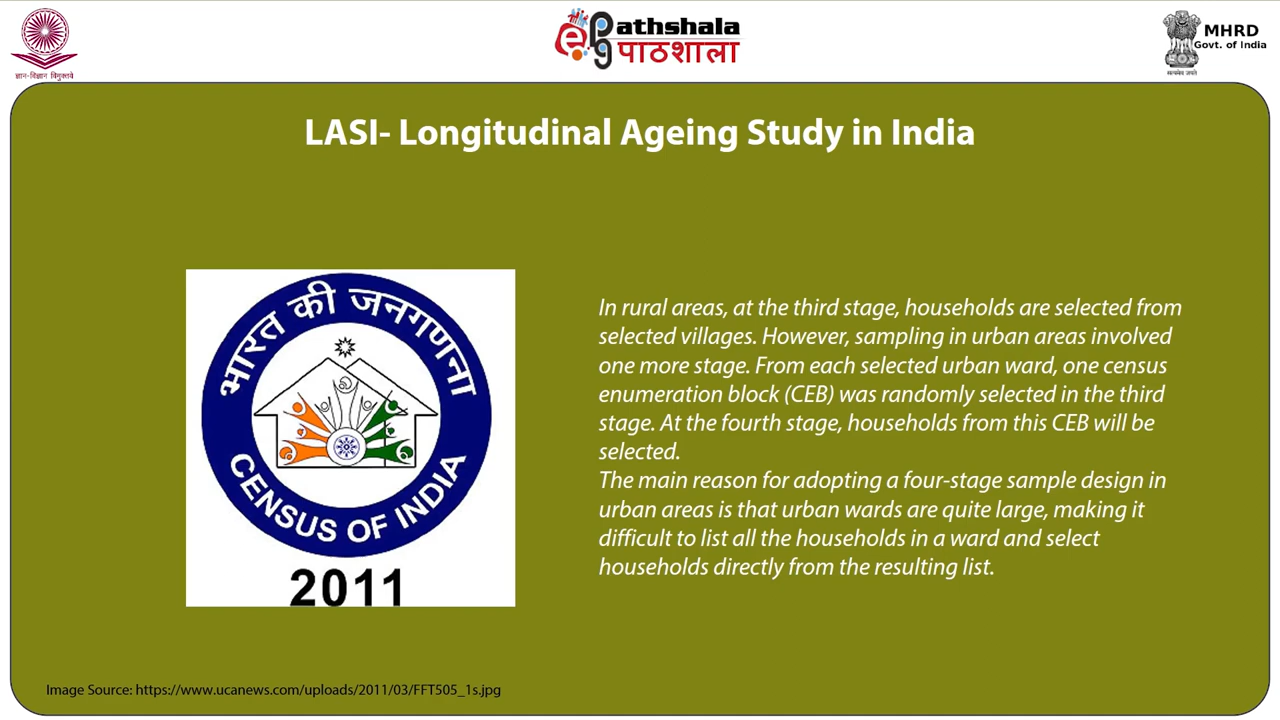 ज्ञान-विज्ञान विमुक्तये
ePathshala
पाठशाला
MHRD
Govt. of India
सत्यमेव जयते
LASI- Longitudinal Ageing Study in India
भारत की जनगणना
CENSUS OF INDIA
2011
In rural areas, at the third stage, households are selected from
selected villages. However, sampling in urban areas involved
one more stage. From each selected urban ward, one census
enumeration block (CEB) was randomly selected in the third
stage. At the fourth stage, households from this CEB will be
selected.
The main reason for adopting a four-stage sample design in
urban areas is that urban wards are quite large, making it
difficult to list all the households in a ward and select
households directly from the resulting list.
Image Source: https://www.ucanews.com/uploads/2011/03/FFT505_1s.jpg